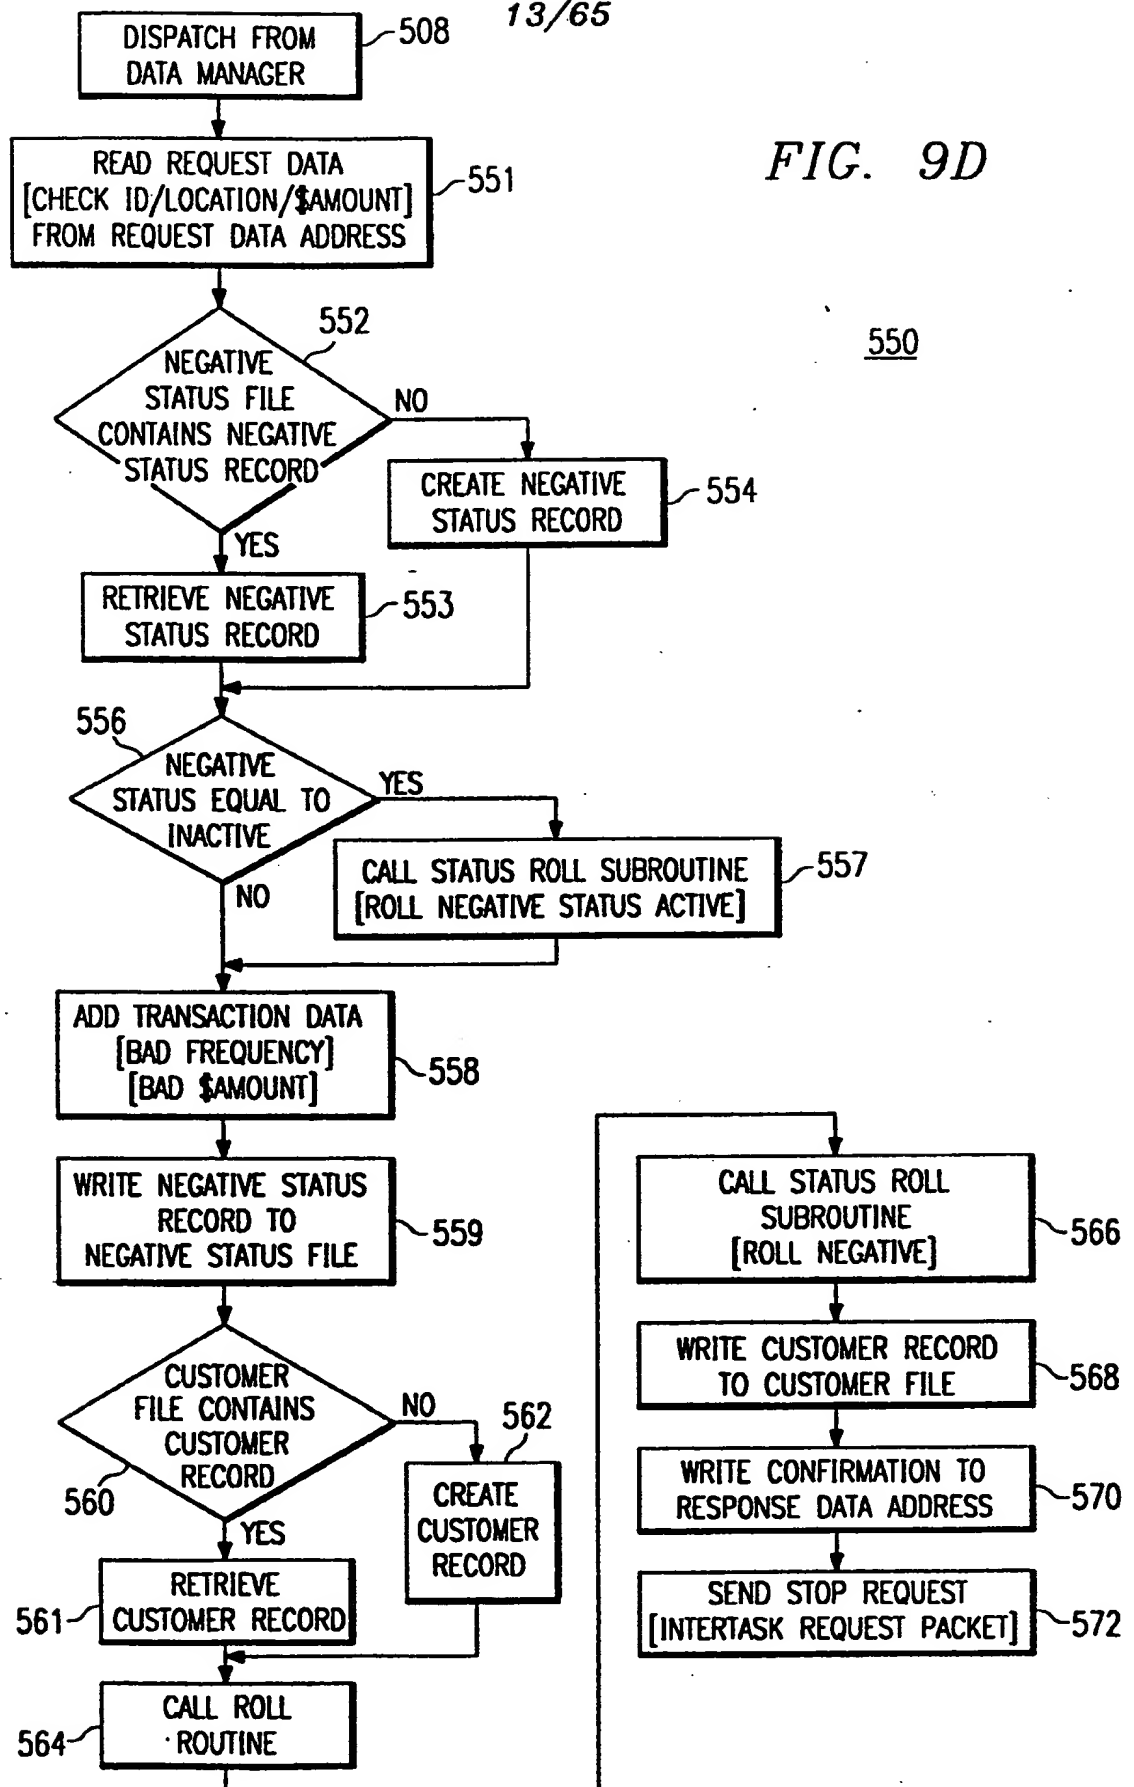 13/65
DISPATCH FROM
DATA MANAGER
508
FIG. 9D
READ REQUEST DATA
[CHECK ID/LOCATION/$AMOUNT]
FROM REQUEST DATA ADDRESS
551
550
552
NEGATIVE
STATUS FILE
CONTAINS NEGATIVE
STATUS RECORD
NO
YES
CREATE NEGATIVE
STATUS RECORD
554
RETRIEVE NEGATIVE
STATUS RECORD
553
556
NEGATIVE
STATUS EQUAL TO
INACTIVE
YES
NO
CALL STATUS ROLL SUBROUTINE
[ROLL NEGATIVE STATUS ACTIVE]
557
ADD TRANSACTION DATA
[BAD FREQUENCY]
[BAD $AMOUNT]
558
WRITE NEGATIVE STATUS
RECORD TO
NEGATIVE STATUS FILE
559
CUSTOMER
FILE CONTAINS
CUSTOMER
RECORD
560
NO
YES
562
CREATE
CUSTOMER
RECORD
RETRIEVE
CUSTOMER RECORD
561
CALL ROLL
ROUTINE
564
CALL STATUS ROLL
SUBROUTINE
[ROLL NEGATIVE]
566
WRITE CUSTOMER RECORD
TO CUSTOMER FILE
568
WRITE CONFIRMATION TO
RESPONSE DATA ADDRESS
570
SEND STOP REQUEST
[INTERTASK REQUEST PACKET]
572